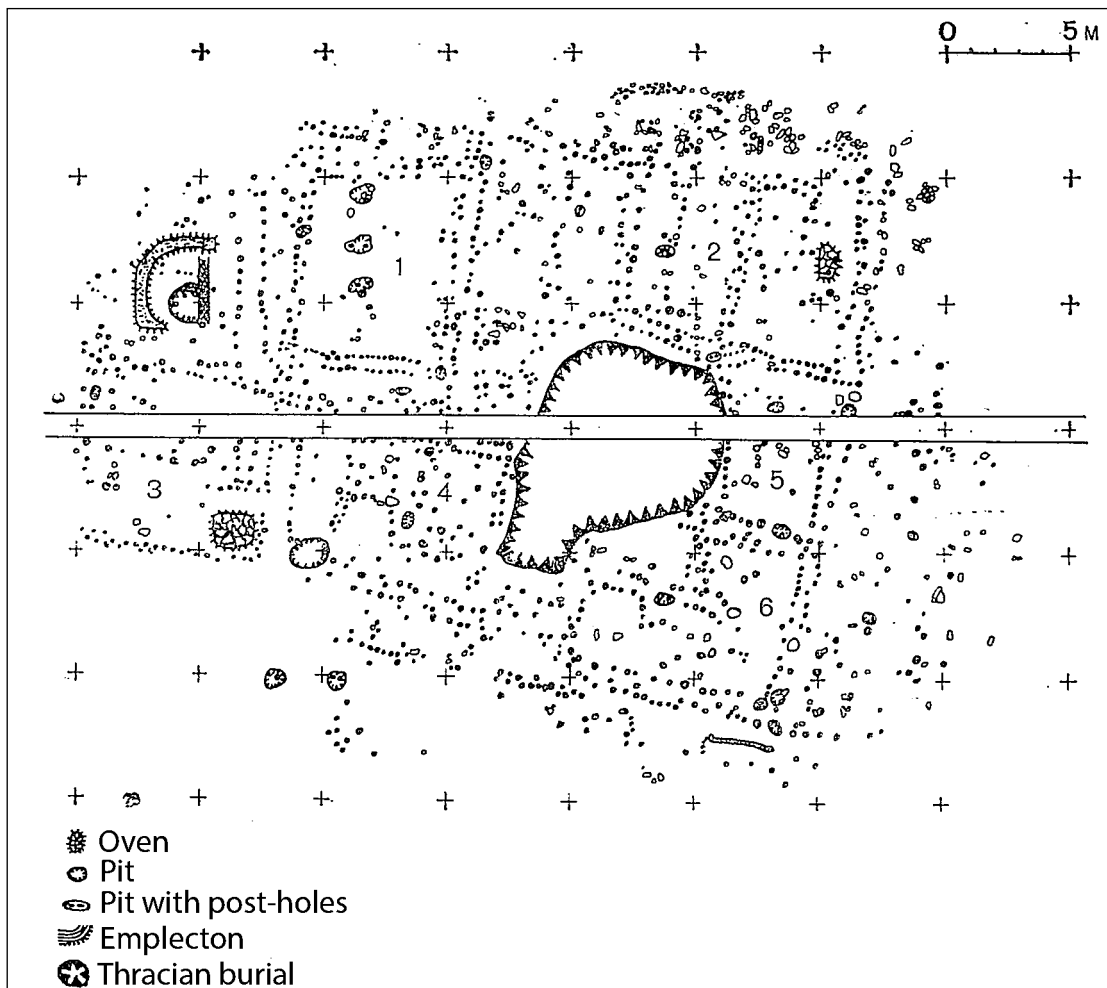 0 5 M
1
2
3
4
5
6
Oven
Pit
Pit with post-holes
Emplecton
Thracian burial